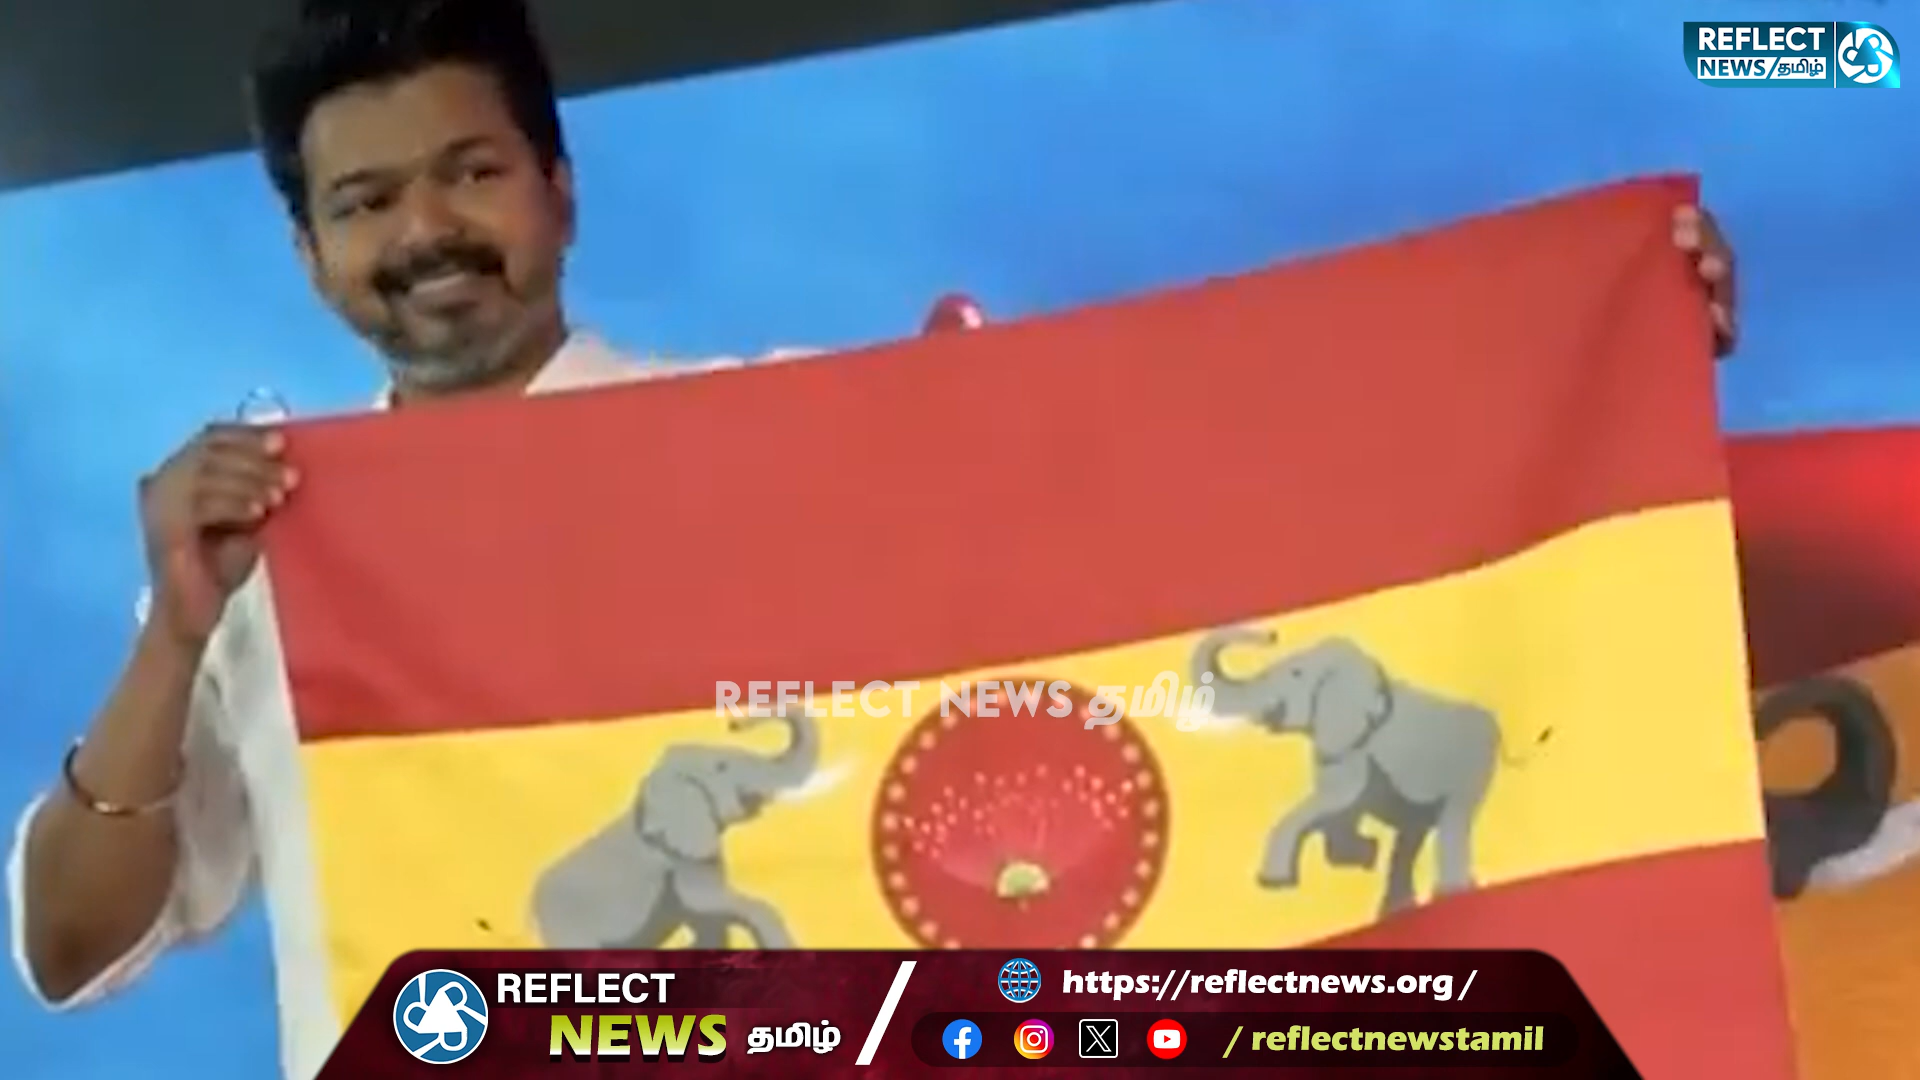 REFLECT
NEWS தமிழ்
REFLECT NEWS தமிழ்
REFLECT
NEWS தமிழ்
https://reflectnews.org/
/reflectnewstamil